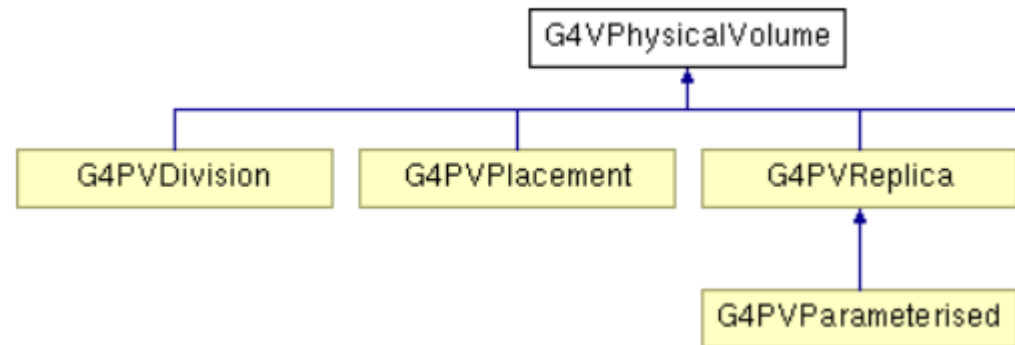 G4VPhysicalVolume
G4PVDivision
G4PVPlacement
G4PVReplica
G4PVParameterised